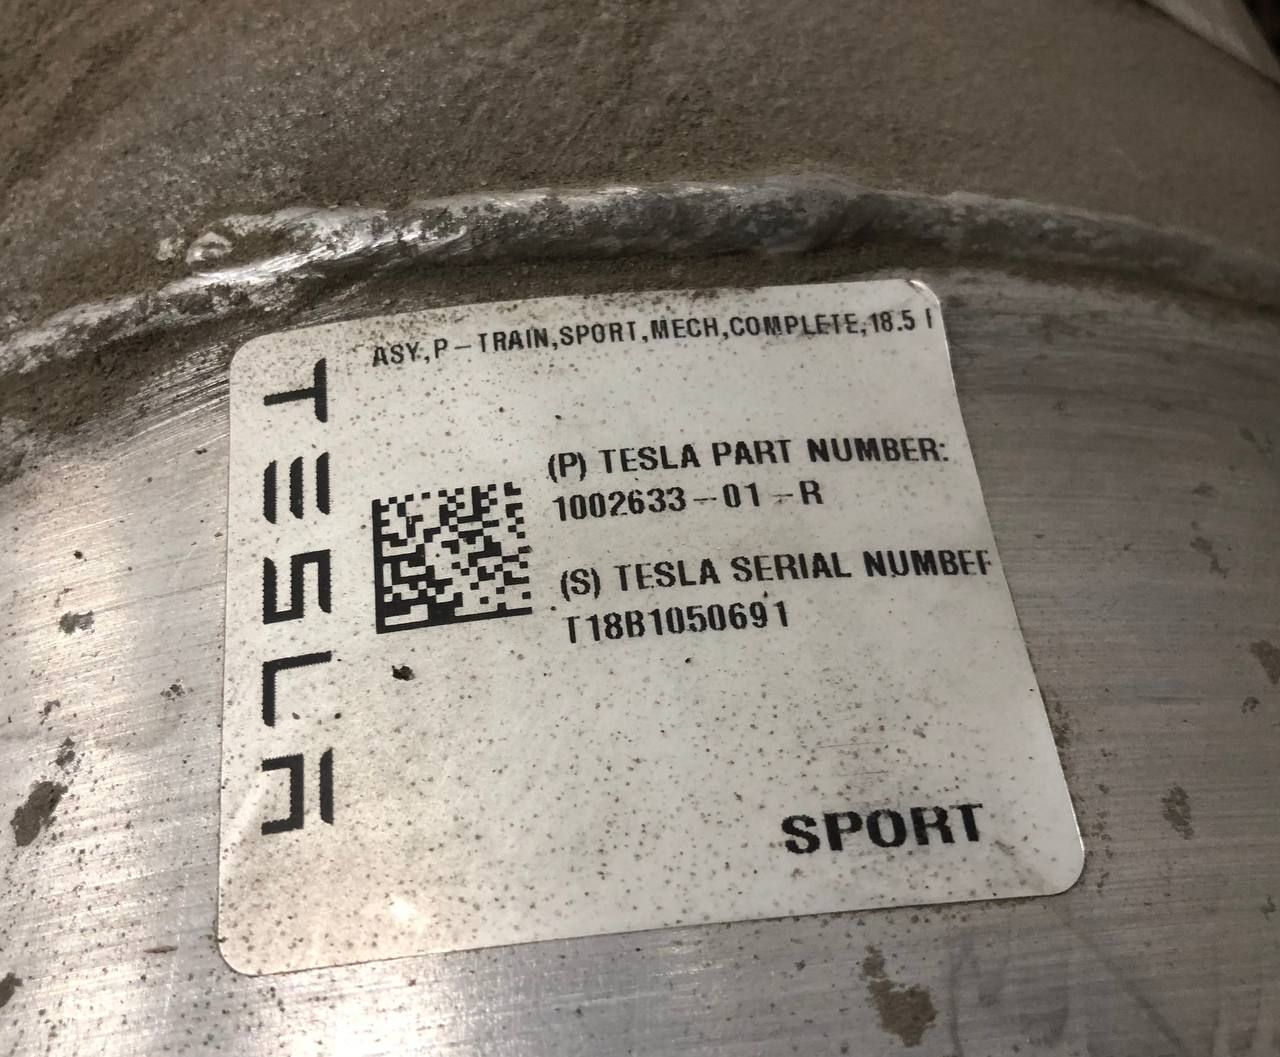 ASY,P-TRAIN,SPORT,MECH,COMPLETE,18.5
TESLA
(P) TESLA PART NUMBER:
1002633-01-R
(S) TESLA SERIAL NUMBER
T18B1050691
SPORT